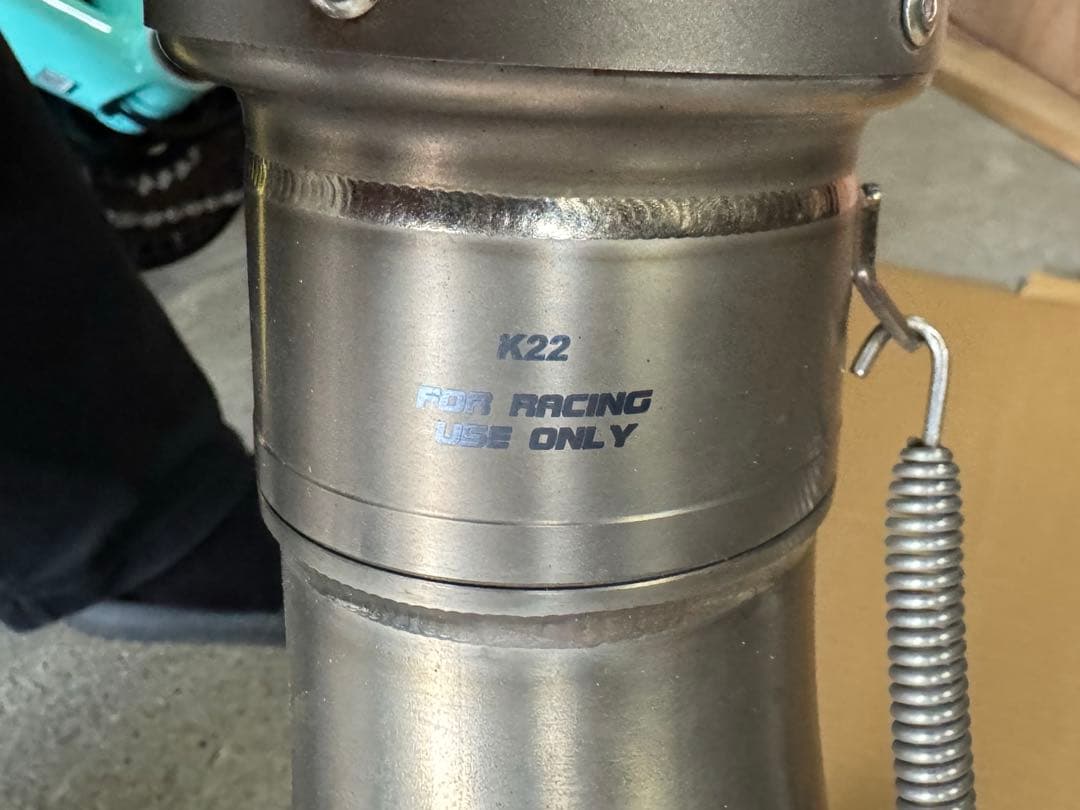 K22
FOR RACING
USE ONLY